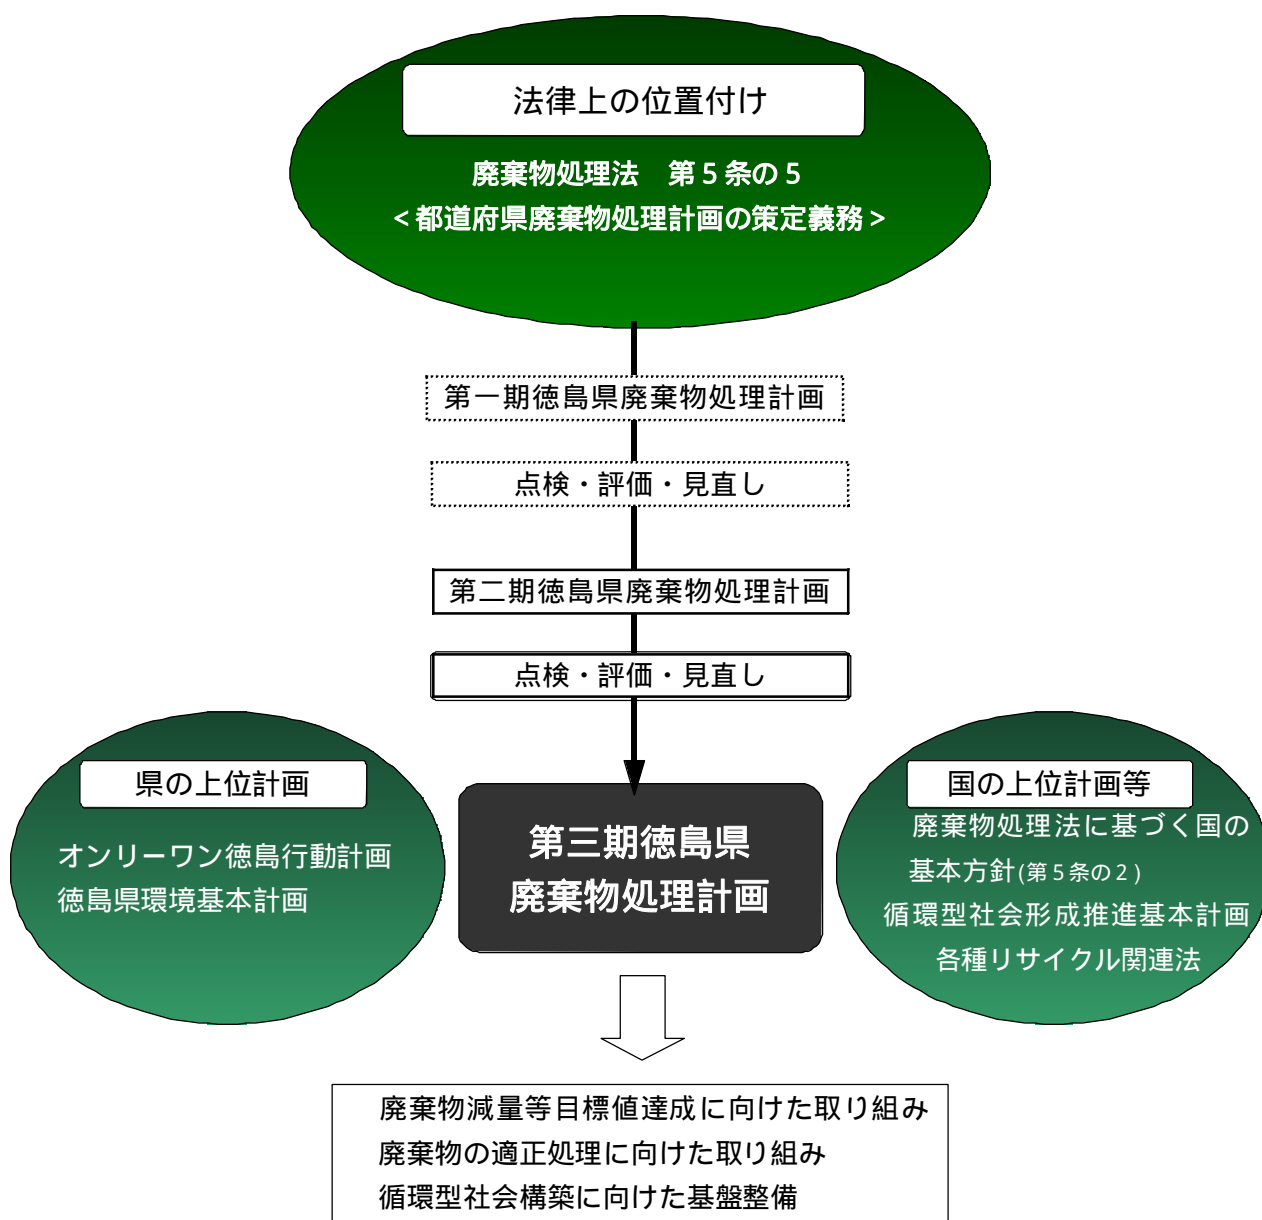 法律上の位置付け
廃棄物処理法　第５条の５
＜都道府県廃棄物処理計画の策定義務＞
第一期徳島県廃棄物処理計画
点検・評価・見直し
第二期徳島県廃棄物処理計画
点検・評価・見直し
県の上位計画
オンリーワン徳島行動計画
徳島県環境基本計画
第三期徳島県
廃棄物処理計画
国の上位計画等
廃棄物処理法に基づく国の
基本方針(第５条の２)
循環型社会形成推進基本計画
各種リサイクル関連法
廃棄物減量等目標値達成に向けた取り組み
廃棄物の適正処理に向けた取り組み
循環型社会構築に向けた基盤整備